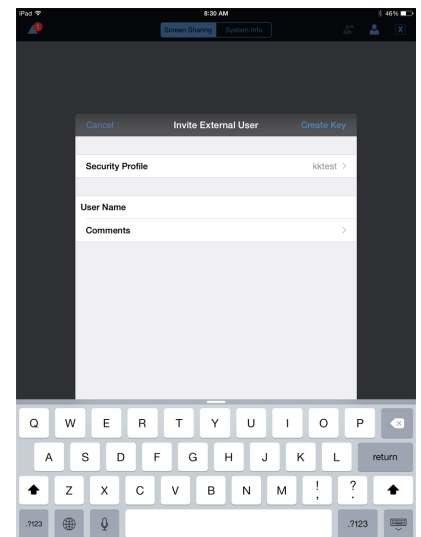 iPad 8:30 AM 46%
1
Screen Sharing System Info
X
Cancel Invite External User Create Key
Security Profile kktest >
User Name
Comments >
Q W E R T Y U I O P
A S D F G H J K L return
Z X C V B N M ! , ? .
.?123 .?123